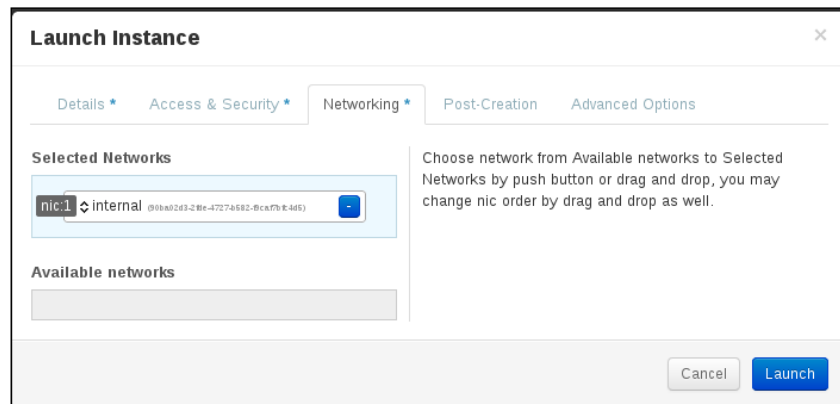 Launch Instance ×
Details * Access & Security * Networking * Post-Creation Advanced Options
Selected Networks
nic:1 internal
-
Available networks
Choose network from Available networks to Selected
Networks by push button or drag and drop, you may
change nic order by drag and drop as well.
Cancel Launch